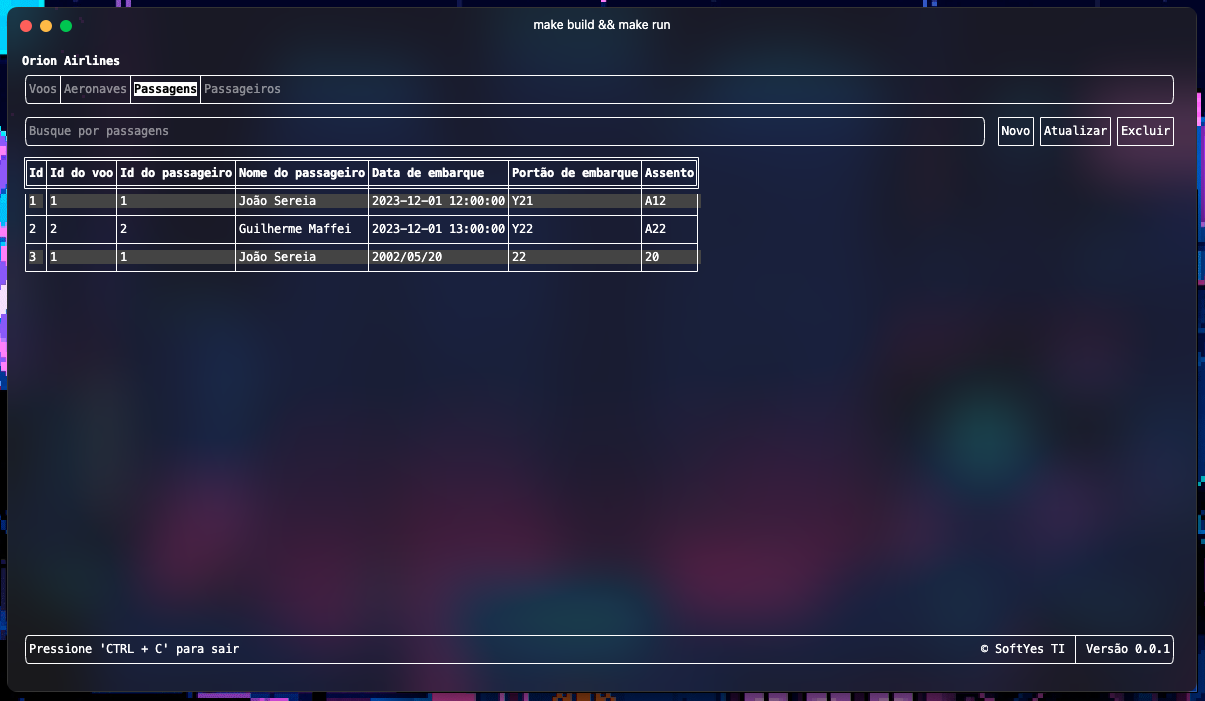 make build && make run
Orion Airlines
Voos Aeronaves Passagens Passageiros
Busque por passagens Novo Atualizar Excluir
Id Id do voo Id do passageiro Nome do passageiro Data de embarque Portão de embarque Assento
1 1 1 João Sereia 2023-12-01 12:00:00 Y21 A12
2 2 2 Guilherme Maffei 2023-12-01 13:00:00 Y22 A22
3 1 1 João Sereia 2002/05/20 22 20
Pressione 'CTRL + C' para sair © SoftYes TI Versão 0.0.1